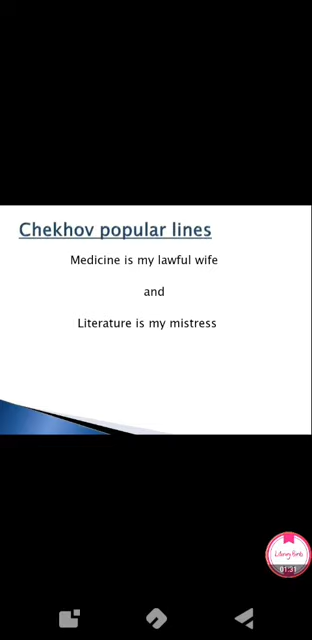 Chekhov popular lines
Medicine is my lawful wife
and
Literature is my mistress
01:31